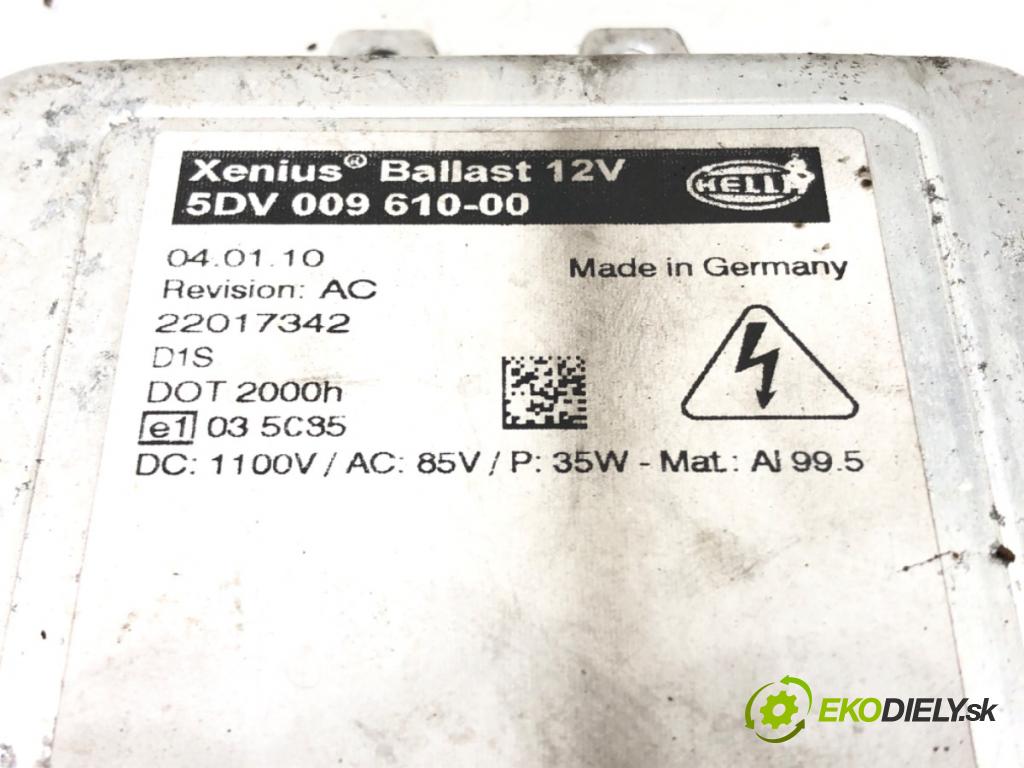 Xenius® Ballast 12V
5DV 009 610-00
HELLA
04.01.10
Made in Germany
Revision: AC
22017342
D1S
DOT 2000h
e1 03 5C35
DC: 1100V / AC: 85V / P: 35W - Mat.: Al 99.5
EKODIELY.sk